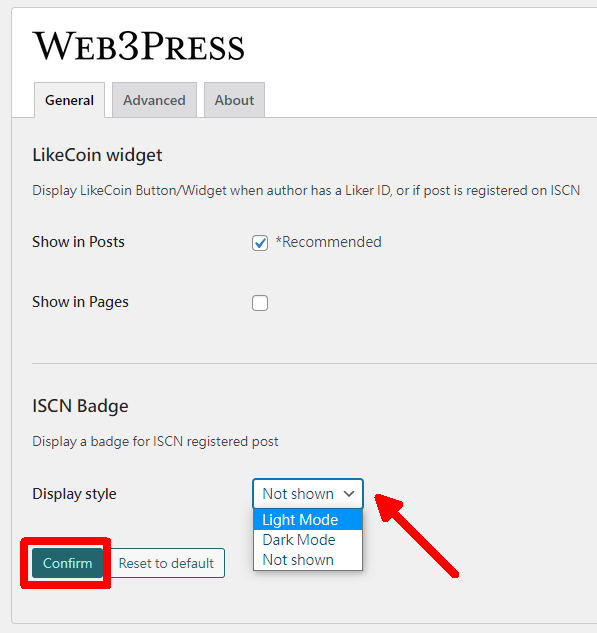 WEB3PRESS
General Advanced About
LikeCoin widget
Display LikeCoin Button/Widget when author has a Liker ID, or if post is registered on ISCN
Show in Posts *Recommended
Show in Pages
ISCN Badge
Display a badge for ISCN registered post
Display style Not shown
Light Mode
Dark Mode
Not shown
Confirm Reset to default